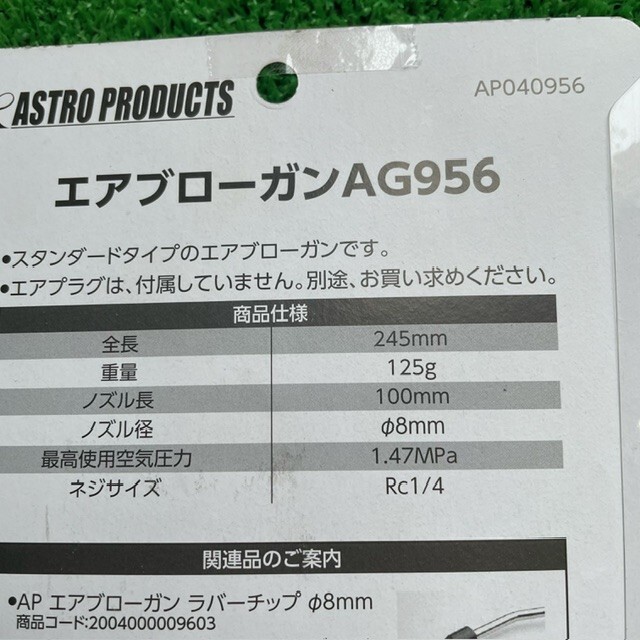 ASTRO PRODUCTS
AP040956
エアブローガンAG956
•スタンダードタイプのエアブローガンです。
•エアプラグは、付属していません。別途、お買い求めください。
商品仕様
全長 245mm
重量 125g
ノズル長 100mm
ノズル径 φ8mm
最高使用空気圧力 1.47MPa
ネジサイズ Rc1/4
関連品のご案内
•AP エアブローガン ラバーチップ φ8mm
商品コード:2004000009603